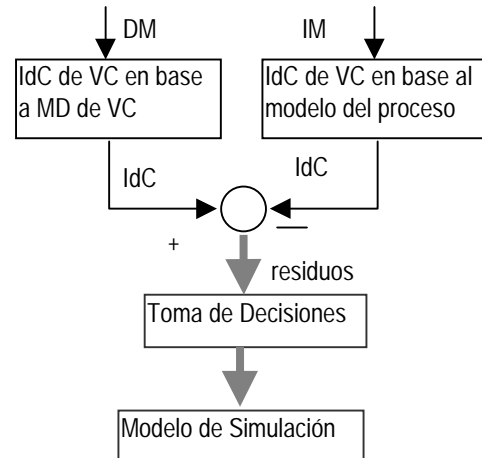 DM
IM
IdC de VC en base
a MD de VC
IdC de VC en base al
modelo del proceso
IdC
IdC
+
—
residuos
Toma de Decisiones
Modelo de Simulación